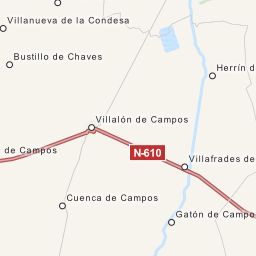 Villanueva de la Condesa
Bustillo de Chaves
Herrín d
Villalón de Campos
de Campos
N-610
Villafrades de
Cuenca de Campos
Gatón de Campo